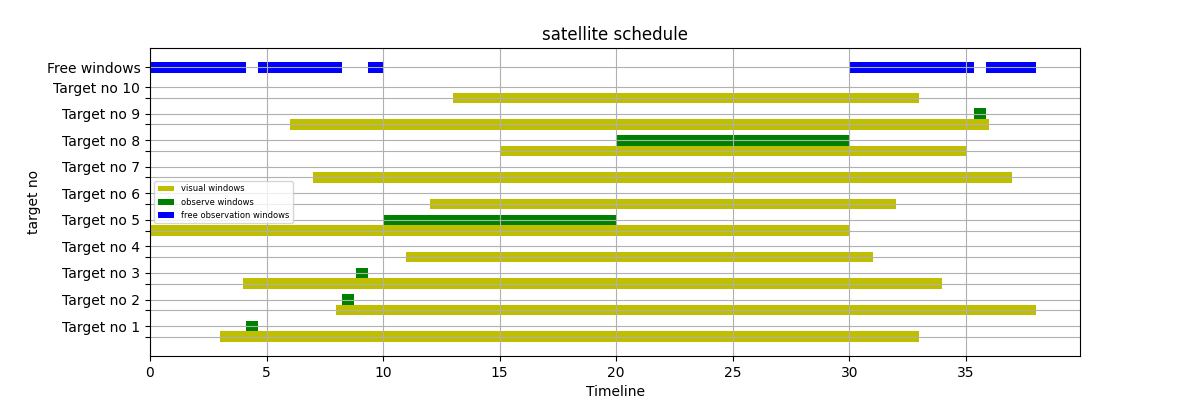 satellite schedule
Free windows
Target no 10
Target no 9
Target no 8
Target no 7
Target no 6
Target no 5
Target no 4
Target no 3
Target no 2
Target no 1
target no
visual windows
observe windows
free observation windows
0 5 10 15 20 25 30 35
Timeline